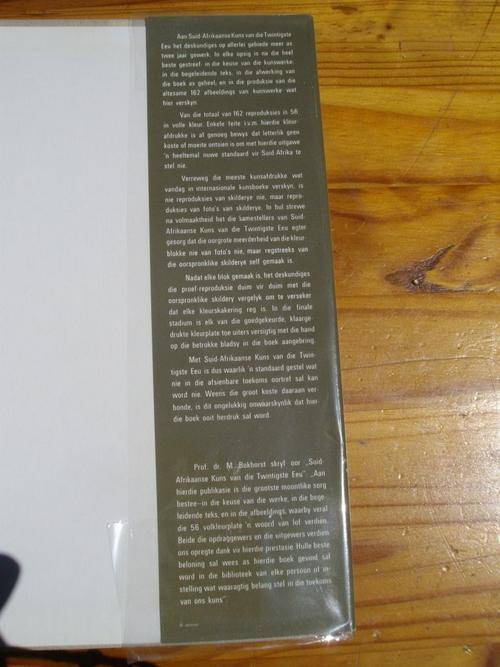 Aan Suid-Afrikaanse Kuns van die Twintigste
Eeu het deskundiges op allerlei gebiede meer as
twee jaar gewerk. In elke opsig is na die heel
beste gestreef: in die keuse van die kunswerke,
in die begeleidende teks, in die afwerking van
die boek as geheel, en in die produksie van die
altesame 162 afbeeldings van kunswerke wat
hier verskyn.
Van die totaal van 162 reproduksies is 56
in volle kleur. Enkele feite i.v.m. hierdie kleur-
afdrukke is al genoeg bewys dat letterlik geen
koste of moeite ontsien is om met hierdie uitgawe
'n heeltemal nuwe standaard vir Suid-Afrika te
stel nie.
Verreweg die meeste kunsafdrukke wat
vandag in internasionale kunsboeke verskyn, is
nie reproduksies van skilderye nie, maar repro-
duksies van foto's van skilderye. In hul strewe
na volmaaktheid het die samestellers van Suid-
Afrikaanse Kuns van die Twintigste Eeu egter
gesorg dat die oorgrote meerderheid van die kleur-
blokke nie van foto's nie, maar regstreeks van
die oorspronklike skilderye self gemaak is.
Nadat elke blok gemaak is, het deskundiges
die proef-reproduksie duim vir duim met die
oorspronklike skildery vergelyk om te verseker
dat elke kleurskakering reg is. In die finale
stadium is elk van die goedgekeurde, klaarge-
drukte kleurplate toe uiters versigtig met die hand
op die betrokke bladsy in die boek aangebring.
Met Suid-Afrikaanse Kuns van die Twin-
tigste Eeu is dus waarlik 'n standaard gestel wat
nie in die afsienbare toekoms oortref sal kan
word nie. Weens die groot koste daaraan ver-
bonde, is dit ongelukkig onwaarskynlik dat hier-
die boek ooit herdruk sal word.
Prof. dr. M. Bokhorst skryf oor „Suid-
Afrikaanse Kuns van die Twintigste Eeu": „Aan
hierdie publikasie is die grootste moontlike sorg
bestee—in die keuse van die werke, in die bege-
leidende teks, en in die afbeeldings, waarby veral
die 56 volkleurplate 'n woord van lof verdien.
Beide die opdraggewers en die uitgewers verdien
ons opregte dank vir hierdie prestasie. Hulle beste
beloning sal wees as hierdie boek gevind sal
word in die biblioteek van elke persoon of in-
stelling wat waaragtig belang stel in die toekoms
van ons kuns".